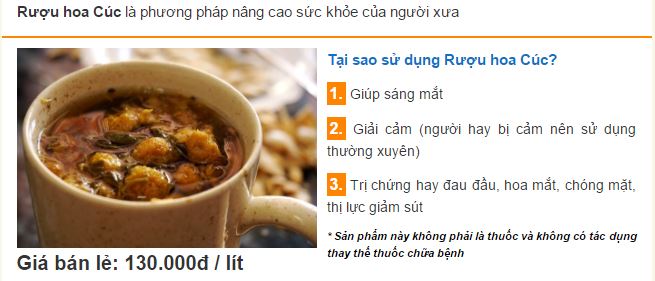 Rượu hoa Cúc là phương pháp nâng cao sức khỏe của người xưa
Tại sao sử dụng Rượu hoa Cúc?
1. Giúp sáng mắt
2. Giải cảm (người hay bị cảm nên sử dụng
thường xuyên)
3. Trị chứng hay đau đầu, hoa mắt, chóng mặt,
thị lực giảm sút
* Sản phẩm này không phải là thuốc và không có tác dụng
thay thế thuốc chữa bệnh
Giá bán lẻ: 130.000đ / lít